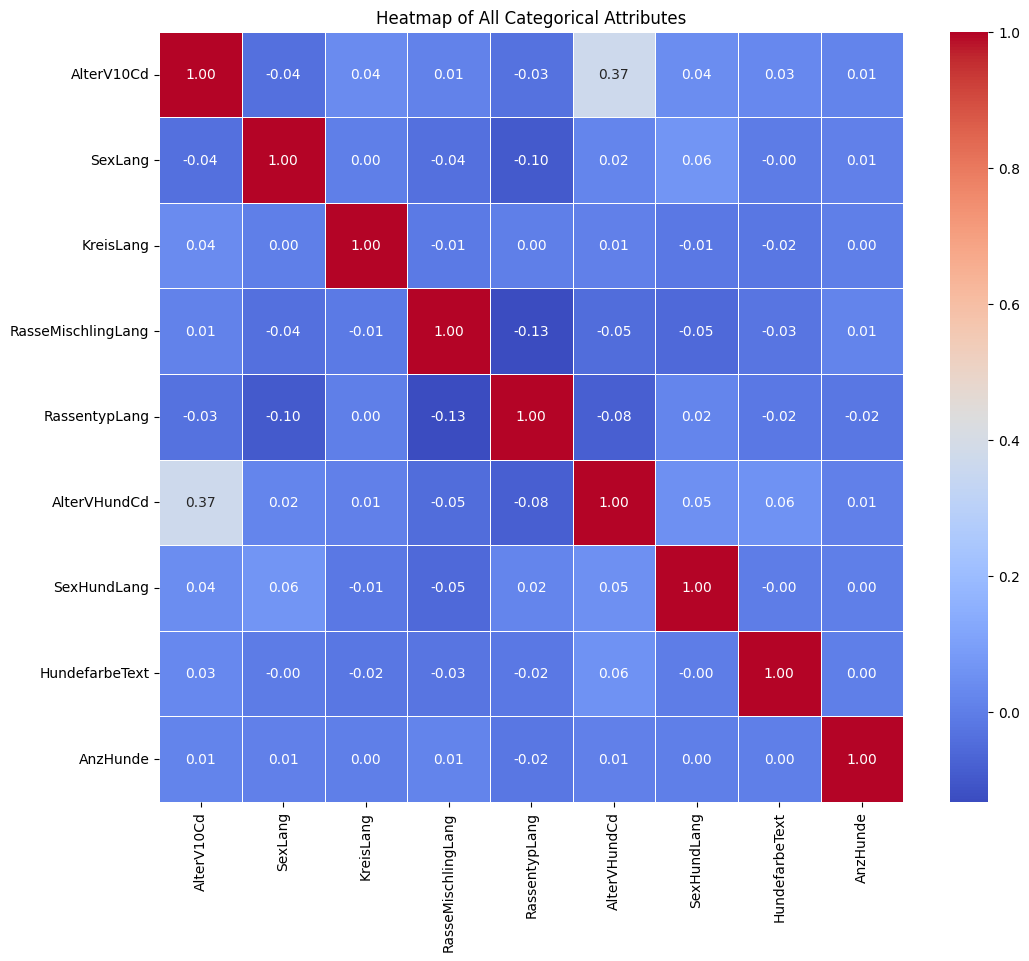 Heatmap of All Categorical Attributes
AlterV10Cd 1.00 -0.04 0.04 0.01 -0.03 0.37 0.04 0.03 0.01
SexLang -0.04 1.00 0.00 -0.04 -0.10 0.02 0.06 -0.00 0.01
KreisLang 0.04 0.00 1.00 -0.01 0.00 0.01 -0.01 -0.02 0.00
RasseMischlingLang 0.01 -0.04 -0.01 1.00 -0.13 -0.05 -0.05 -0.03 0.01
RassentypLang -0.03 -0.10 0.00 -0.13 1.00 -0.08 0.02 -0.02 -0.02
AlterVHundCd 0.37 0.02 0.01 -0.05 -0.08 1.00 0.05 0.06 0.01
SexHundLang 0.04 0.06 -0.01 -0.05 0.02 0.05 1.00 -0.00 0.00
HundefarbeText 0.03 -0.00 -0.02 -0.03 -0.02 0.06 -0.00 1.00 0.00
AnzHunde 0.01 0.01 0.00 0.01 -0.02 0.01 0.00 0.00 1.00
AlterV10Cd
SexLang
KreisLang
RasseMischlingLang
RassentypLang
AlterVHundCd
SexHundLang
HundefarbeText
AnzHunde
1.0
0.8
0.6
0.4
0.2
0.0